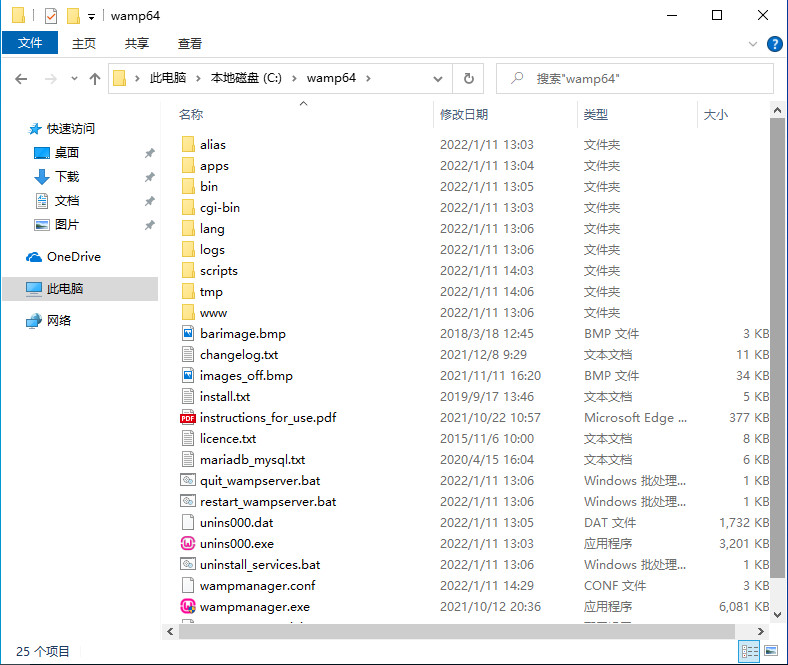 wamp64
文件 主页 共享 查看
此电脑 本地磁盘 (C:) wamp64 搜索"wamp64"
名称 修改日期 类型 大小
快速访问
桌面
下载
文档
图片
OneDrive
此电脑
网络
alias 2022/1/11 13:03 文件夹
apps 2022/1/11 13:04 文件夹
bin 2022/1/11 13:05 文件夹
cgi-bin 2022/1/11 13:03 文件夹
lang 2022/1/11 13:06 文件夹
logs 2022/1/11 13:06 文件夹
scripts 2022/1/11 14:03 文件夹
tmp 2022/1/11 14:06 文件夹
www 2022/1/11 13:06 文件夹
barimage.bmp 2018/3/18 12:45 BMP 文件 3 KB
changelog.txt 2021/12/8 9:29 文本文档 11 KB
images_off.bmp 2021/11/11 16:20 BMP 文件 34 KB
install.txt 2019/9/17 13:46 文本文档 5 KB
PDF instructions_for_use.pdf 2021/10/22 10:57 Microsoft Edge ... 377 KB
licence.txt 2015/11/6 10:00 文本文档 8 KB
mariadb_mysql.txt 2020/4/15 16:04 文本文档 6 KB
quit_wampserver.bat 2022/1/11 13:06 Windows 批处理... 1 KB
restart_wampserver.bat 2022/1/11 13:06 Windows 批处理... 1 KB
unins000.dat 2022/1/11 13:05 DAT 文件 1,732 KB
unins000.exe 2022/1/11 13:03 应用程序 3,201 KB
uninstall_services.bat 2022/1/11 13:06 Windows 批处理... 1 KB
wampmanager.conf 2022/1/11 14:29 CONF 文件 3 KB
wampmanager.exe 2021/10/12 20:36 应用程序 6,081 KB
25 个项目